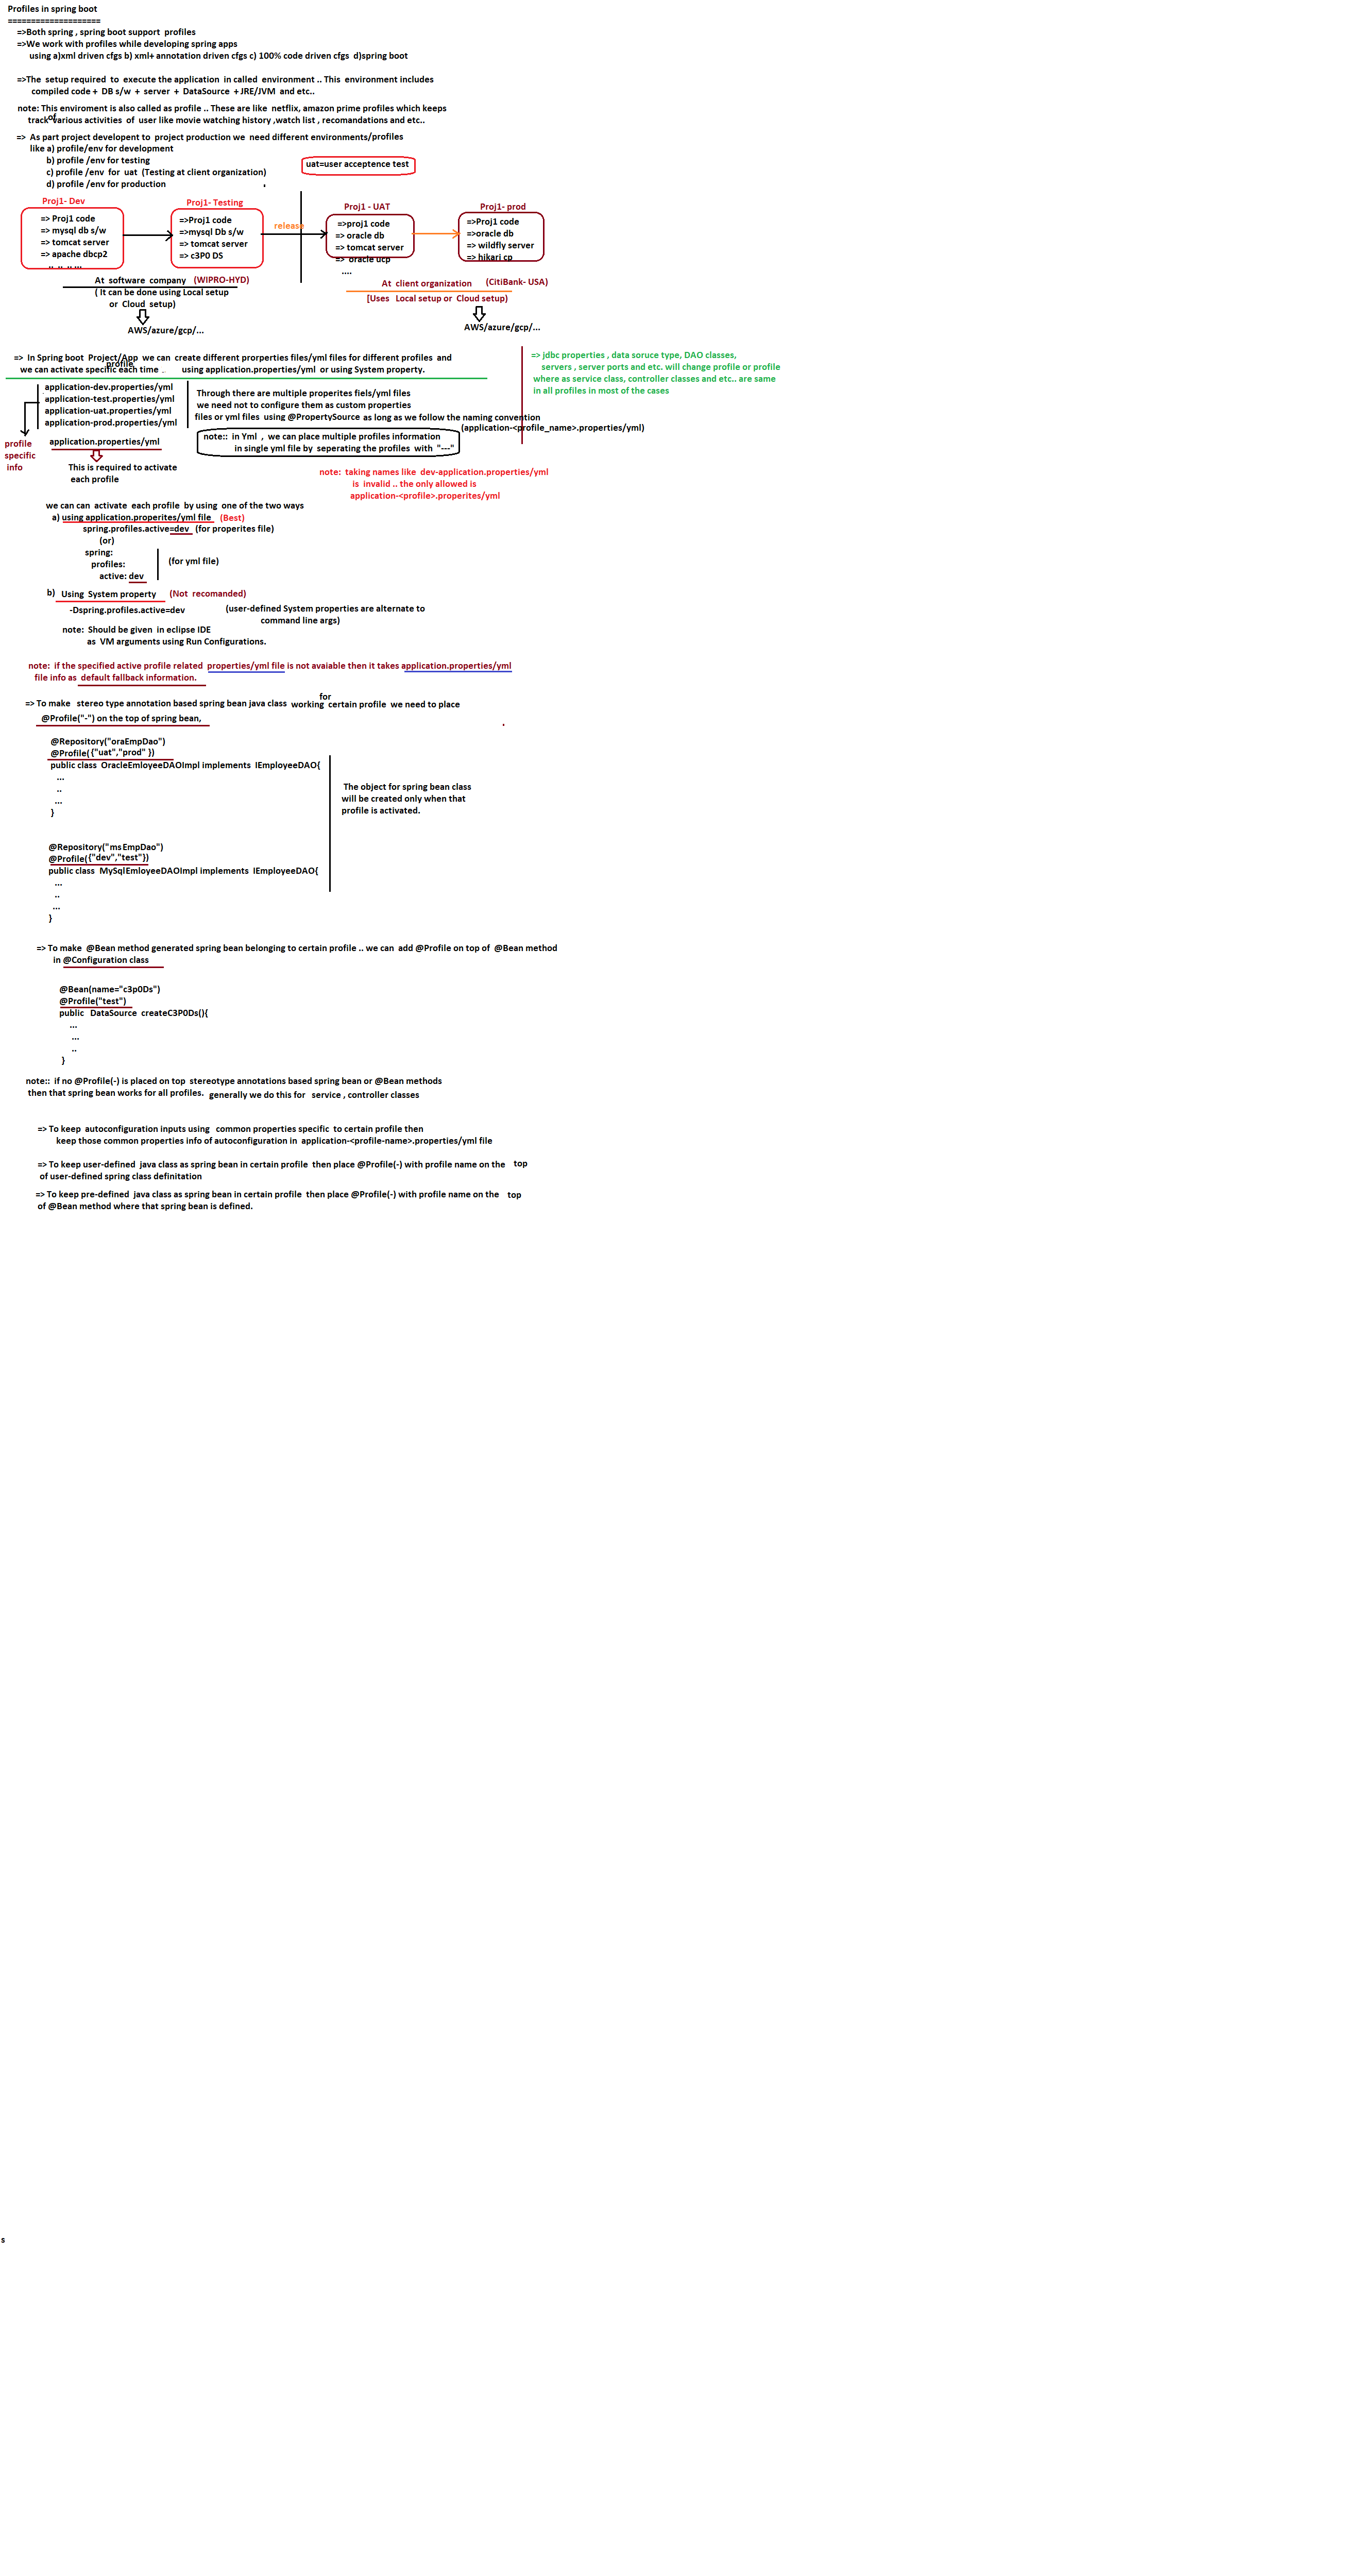 Profiles in spring boot
====================
=>Both spring , spring boot support  profiles
=>We work with profiles while developing spring apps
using a)xml driven cfgs b) xml+ annotation driven cfgs c) 100% code driven cfgs  d)spring boot
=>The  setup required  to  execute the application  in called  environment .. This  environment includes
compiled code +  DB s/w  +  server  +  DataSource  + JRE/JVM  and etc..
note: This enviroment is also called as profile .. These are like  netflix, amazon prime profiles which keeps
of
track various activities  of  user like movie watching history ,watch list , recomandations and etc..
=>  As part project developent to  project production we  need different environments/profiles
like a) profile/env for development
b) profile /env for testing
c) profile /env  for  uat  (Testing at client organization)
d) profile /env for production
uat=user acceptence test
Proj1- Dev
=> Proj1 code
=> mysql db s/w
=> tomcat server
=> apache dbcp2
.. .. .. ...
Proj1- Testing
=>Proj1 code
=>mysql Db s/w
=> tomcat server
=> c3P0 DS
release
Proj1 - UAT
=>proj1 code
=> oracle db
=> tomcat server
=>  oracle ucp
....
Proj1- prod
=>Proj1 code
=>oracle db
=> wildfly server
=> hikari cp
At  software  company   (WIPRO-HYD)
( It can be done using Local setup
or  Cloud  setup)
AWS/azure/gcp/...
At  client organization     (CitiBank- USA)
[Uses   Local setup or  Cloud setup)
AWS/azure/gcp/...
=>  In Spring boot  Project/App  we can  create different prorperties files/yml files for different profiles  and
profile
we can activate specific each time .       using application.properties/yml  or using System property.
=> jdbc properties , data soruce type, DAO classes,
servers , server ports and etc. will change profile or profile
where as service class, controller classes and etc.. are same
in all profiles in most of the cases
application-dev.properties/yml
application-test.properties/yml
application-uat.properties/yml
application-prod.properties/yml
profile
specific
info
application.properties/yml
This is required to activate
each profile
Through there are multiple properites fiels/yml files
we need not to configure them as custom properties
files or yml files  using @PropertySource as long as we follow the naming convention
(application-<profile_name>.properties/yml)
note::  in Yml  ,  we can place multiple profiles information
in single yml file by  seperating the profiles  with  "---"
note:  taking names like  dev-application.properties/yml
is  invalid .. the only allowed is
application-<profile>.properites/yml
we can can  activate  each profile  by using  one of the two ways
a) using application.properites/yml file   (Best)
spring.profiles.active=dev  (for properites file)
(or)
spring:
profiles:
active: dev
(for yml file)
b)  Using  System property     (Not  recomanded)
-Dspring.profiles.active=dev
(user-defined System properties are alternate to
command line args)
note:  Should be given  in eclipse IDE
as  VM arguments using Run Configurations.
note:  if the specified active profile related  properties/yml file is not avaiable then it takes application.properties/yml
file info as  default fallback information.
for
=> To make   stereo type annotation based spring bean java class  working  certain profile  we need to place
@Profile("-") on the top of spring bean,
@Repository("oraEmpDao")
@Profile( {"uat","prod" })
public class  OracleEmloyeeDAOImpl implements  IEmployeeDAO{
...
..
...
}
The object for spring bean class
will be created only when that
profile is activated.
@Repository("msEmpDao")
@Profile( {"dev","test"})
public class  MySqlEmloyeeDAOImpl implements  IEmployeeDAO{
...
..
...
}
=> To make  @Bean method generated spring bean belonging to certain profile .. we can  add @Profile on top of  @Bean method
in @Configuration class
@Bean(name="c3p0Ds")
@Profile("test")
public   DataSource  createC3P0Ds(){
...
...
..
}
note::  if no @Profile(-) is placed on top  stereotype annotations based spring bean or @Bean methods
then that spring bean works for all profiles.  generally we do this for   service , controller classes
=> To keep  autoconfiguration inputs using   common properties specific  to certain profile then
keep those common properties info of autoconfiguration in  application-<profile-name>.properties/yml file
=> To keep user-defined  java class as spring bean in certain profile  then place @Profile(-) with profile name on the   top
of user-defined spring class definitation
=> To keep pre-defined  java class as spring bean in certain profile  then place @Profile(-) with profile name on the   top
of @Bean method where that spring bean is defined.
s